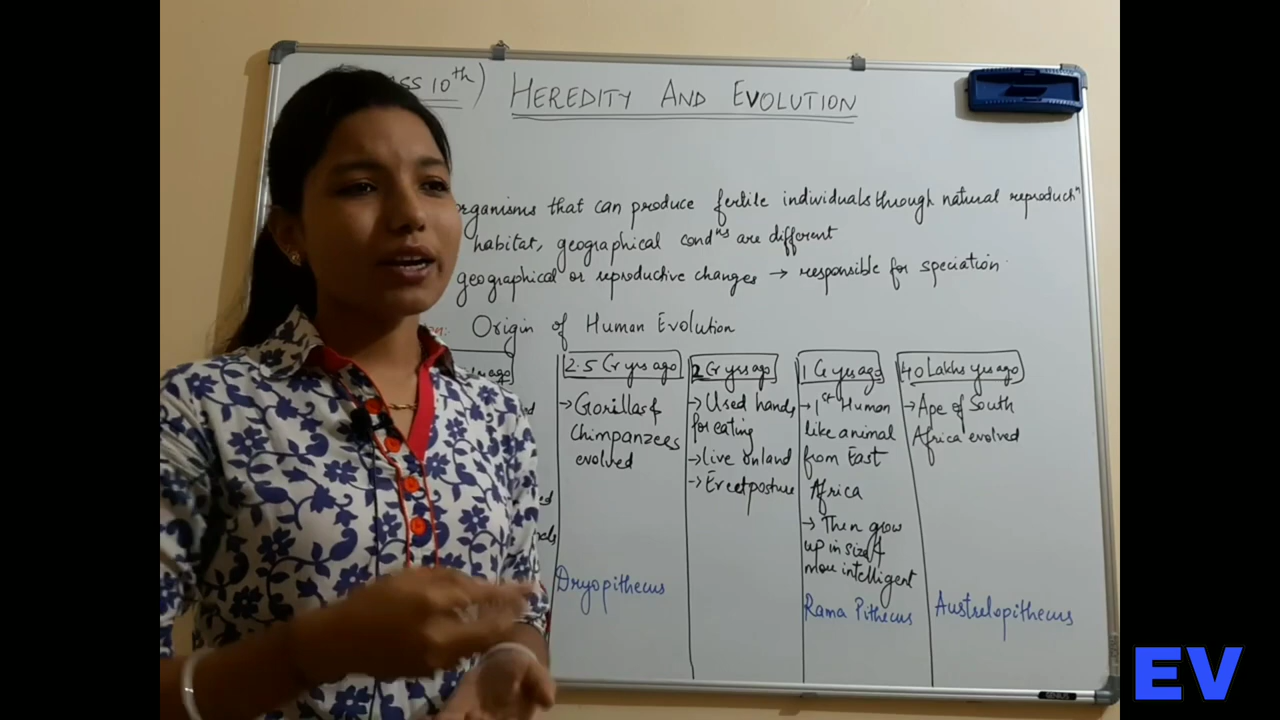 ASS 10th) HEREDITY AND EVOLUTION
organisms that can produce fertile individuals through natural reproductn
habitat, geographical condns are different
geographical or reproductive changes → responsible for speciation
Origin of Human Evolution
ago
2.5 Cr yrs ago
→ Gorillas &
Chimpanzees
evolved
Dryopithecus
2 Cr yrs ago
→ Used hands
for eating
→ live on land
→ Erect posture
1 Cr yrs ago
→ 1st Human
like animal
from East
Africa
→ Then grow
up in size &
more intelligent
Rama Pithecus
40 Lakhs yrs ago
→ Ape of South
Africa evolved
Austrelopithecus
EV